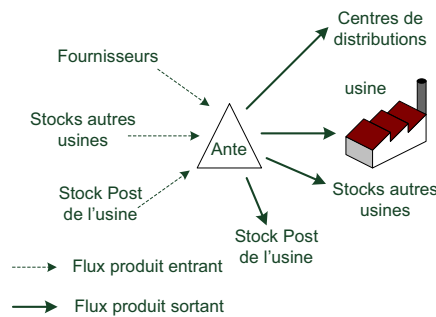 Centres de
distributions
Fournisseurs
usine
Stocks autres
usines
Ante
Stock Post
de l'usine
Stocks autres
usines
Stock Post
de l'usine
Flux produit entrant
Flux produit sortant